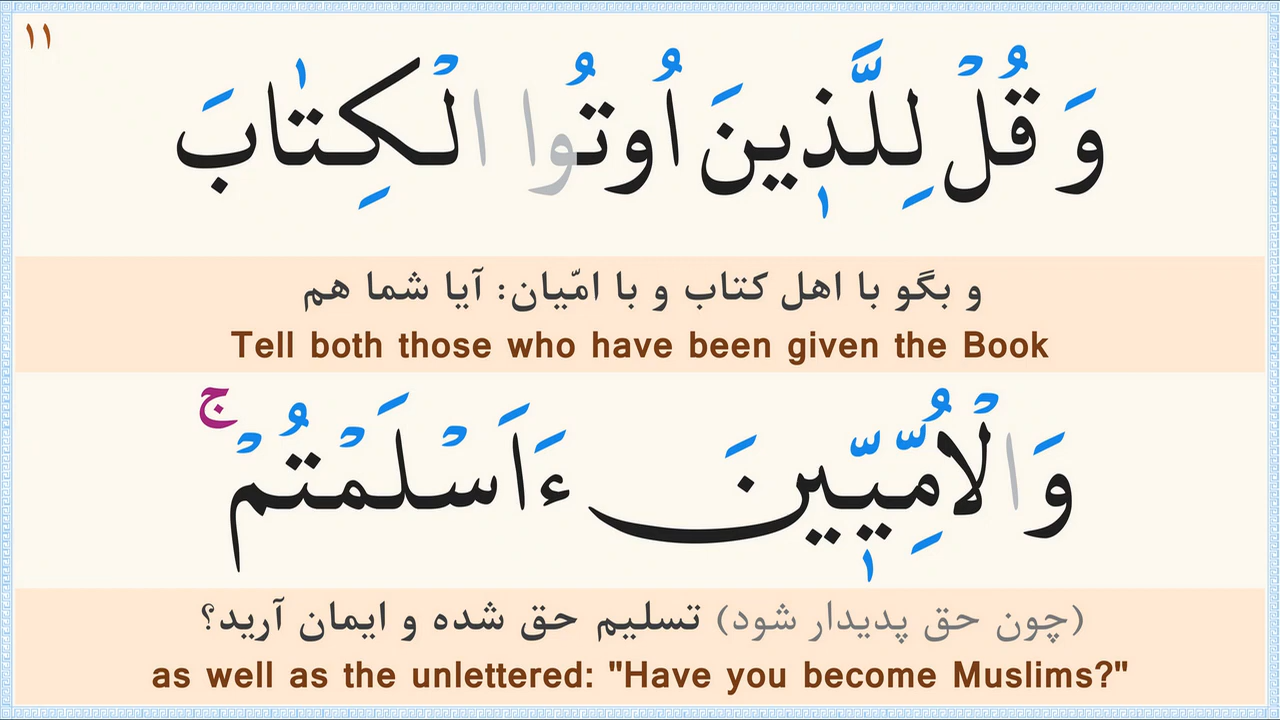 ۱۱
وَ قُلْ لِلَّذٖينَ اُوتُوا الْكِتٰابَ
و بگو با اهل کتاب و با امّیان: آیا شما هم
Tell both those who have been given the Book
وَالْاُمِّيّٖينَ ءَاَسْلَمْتُمْ ۚ
(چون حق پدیدار شود) تسلیم حق شده و ایمان آرید؟
as well as the unlettered: "Have you become Muslims?"